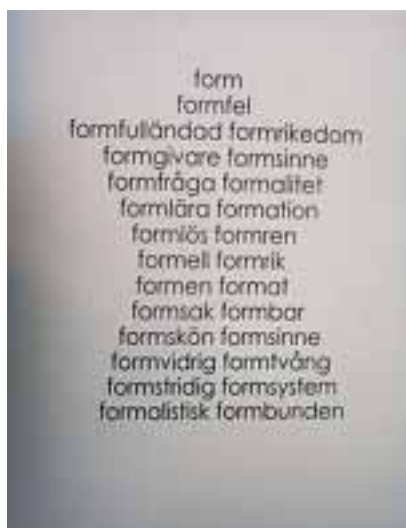 form
formfel
formfulländad formrikedom
formgivare formsinne
formfråga formalitet
formlära formation
formlös formren
formell formrik
formen format
formsak formbar
formskön formsinne
formvidrig formtvång
formstridig formsystem
formalistisk formbunden